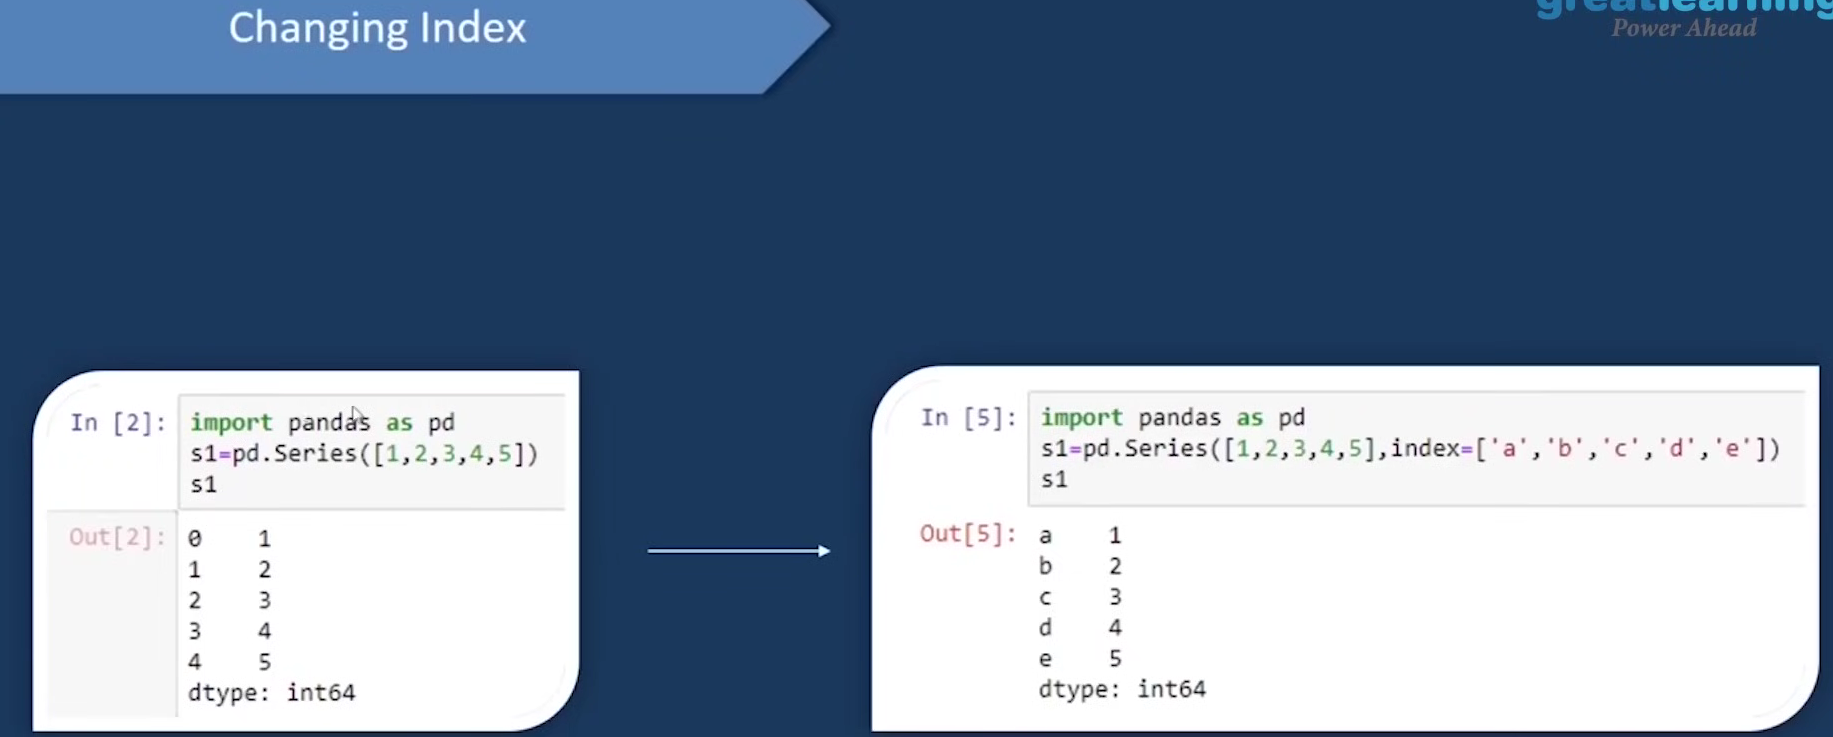 Changing Index
greatlearning
Power Ahead
In [2]: import pandas as pd
s1=pd.Series([1,2,3,4,5])
s1
Out[2]: 0 1
1 2
2 3
3 4
4 5
dtype: int64
In [5]: import pandas as pd
s1=pd.Series([1,2,3,4,5],index=['a','b','c','d','e'])
s1
Out[5]: a 1
b 2
c 3
d 4
e 5
dtype: int64